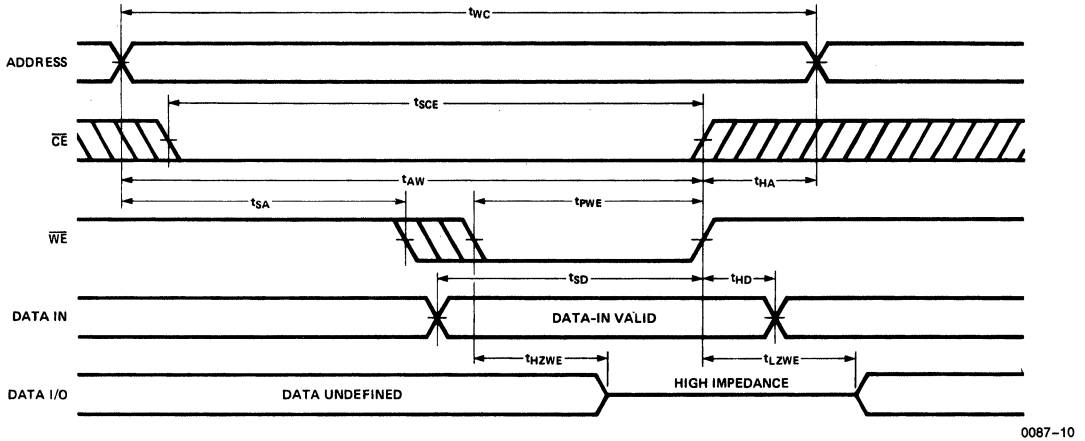 tWC
ADDRESS
tSCE
CE
tAW
tHA
tSA
tPWE
WE
tSD
tHD
DATA IN
DATA-IN VALID
tHZWE
tLZWE
HIGH IMPEDANCE
DATA I/O
DATA UNDEFINED
0087–10